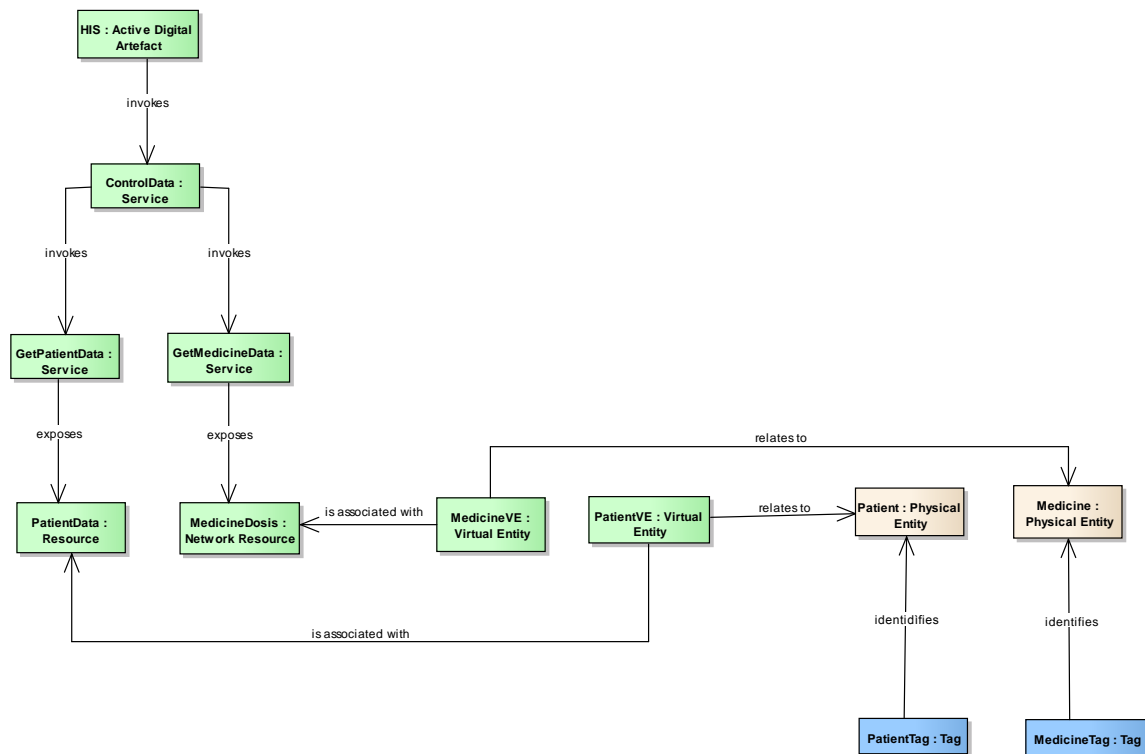 HIS : Active Digital
Artefact
invokes
ControlData :
Service
invokes
invokes
GetPatientData :
Service
GetMedicineData :
Service
exposes
exposes
relates to
PatientData :
Resource
MedicineDosis :
Network Resource
is associated with
MedicineVE :
Virtual Entity
PatientVE : Virtual
Entity
relates to
Patient : Physical
Entity
Medicine :
Physical Entity
is associated with
identidifies
identifies
PatientTag : Tag
MedicineTag : Tag